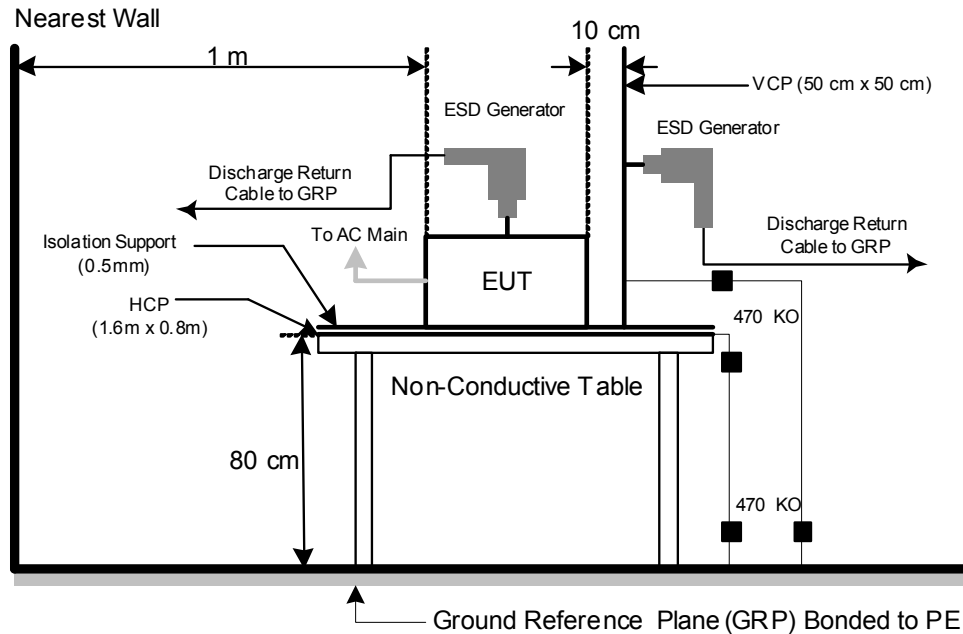 Nearest Wall
10 cm
1 m
VCP (50 cm x 50 cm)
ESD Generator
ESD Generator
Discharge Return
Cable to GRP
Isolation Support
(0.5mm)
To AC Main
Discharge Return
Cable to GRP
EUT
HCP
(1.6m x 0.8m)
470 KO
Non-Conductive Table
80 cm
470 KO
Ground Reference Plane (GRP) Bonded to PE